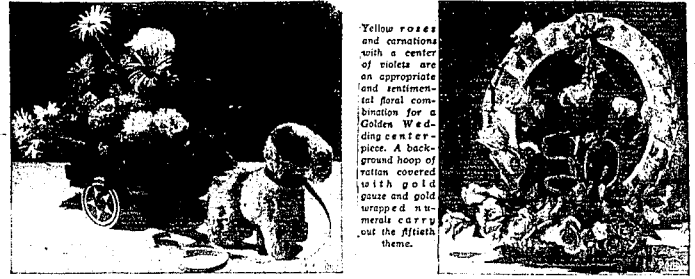 Yellow roses
and carnations
with a center
of violets are
an appropriate
and sentimen-
tal floral com-
bination for a
Golden Wed-
ding center-
piece. A back-
ground hoop of
rattan covered
with gold
gauze and gold
wrapped nu-
merals carry
out the fiftieth
theme.